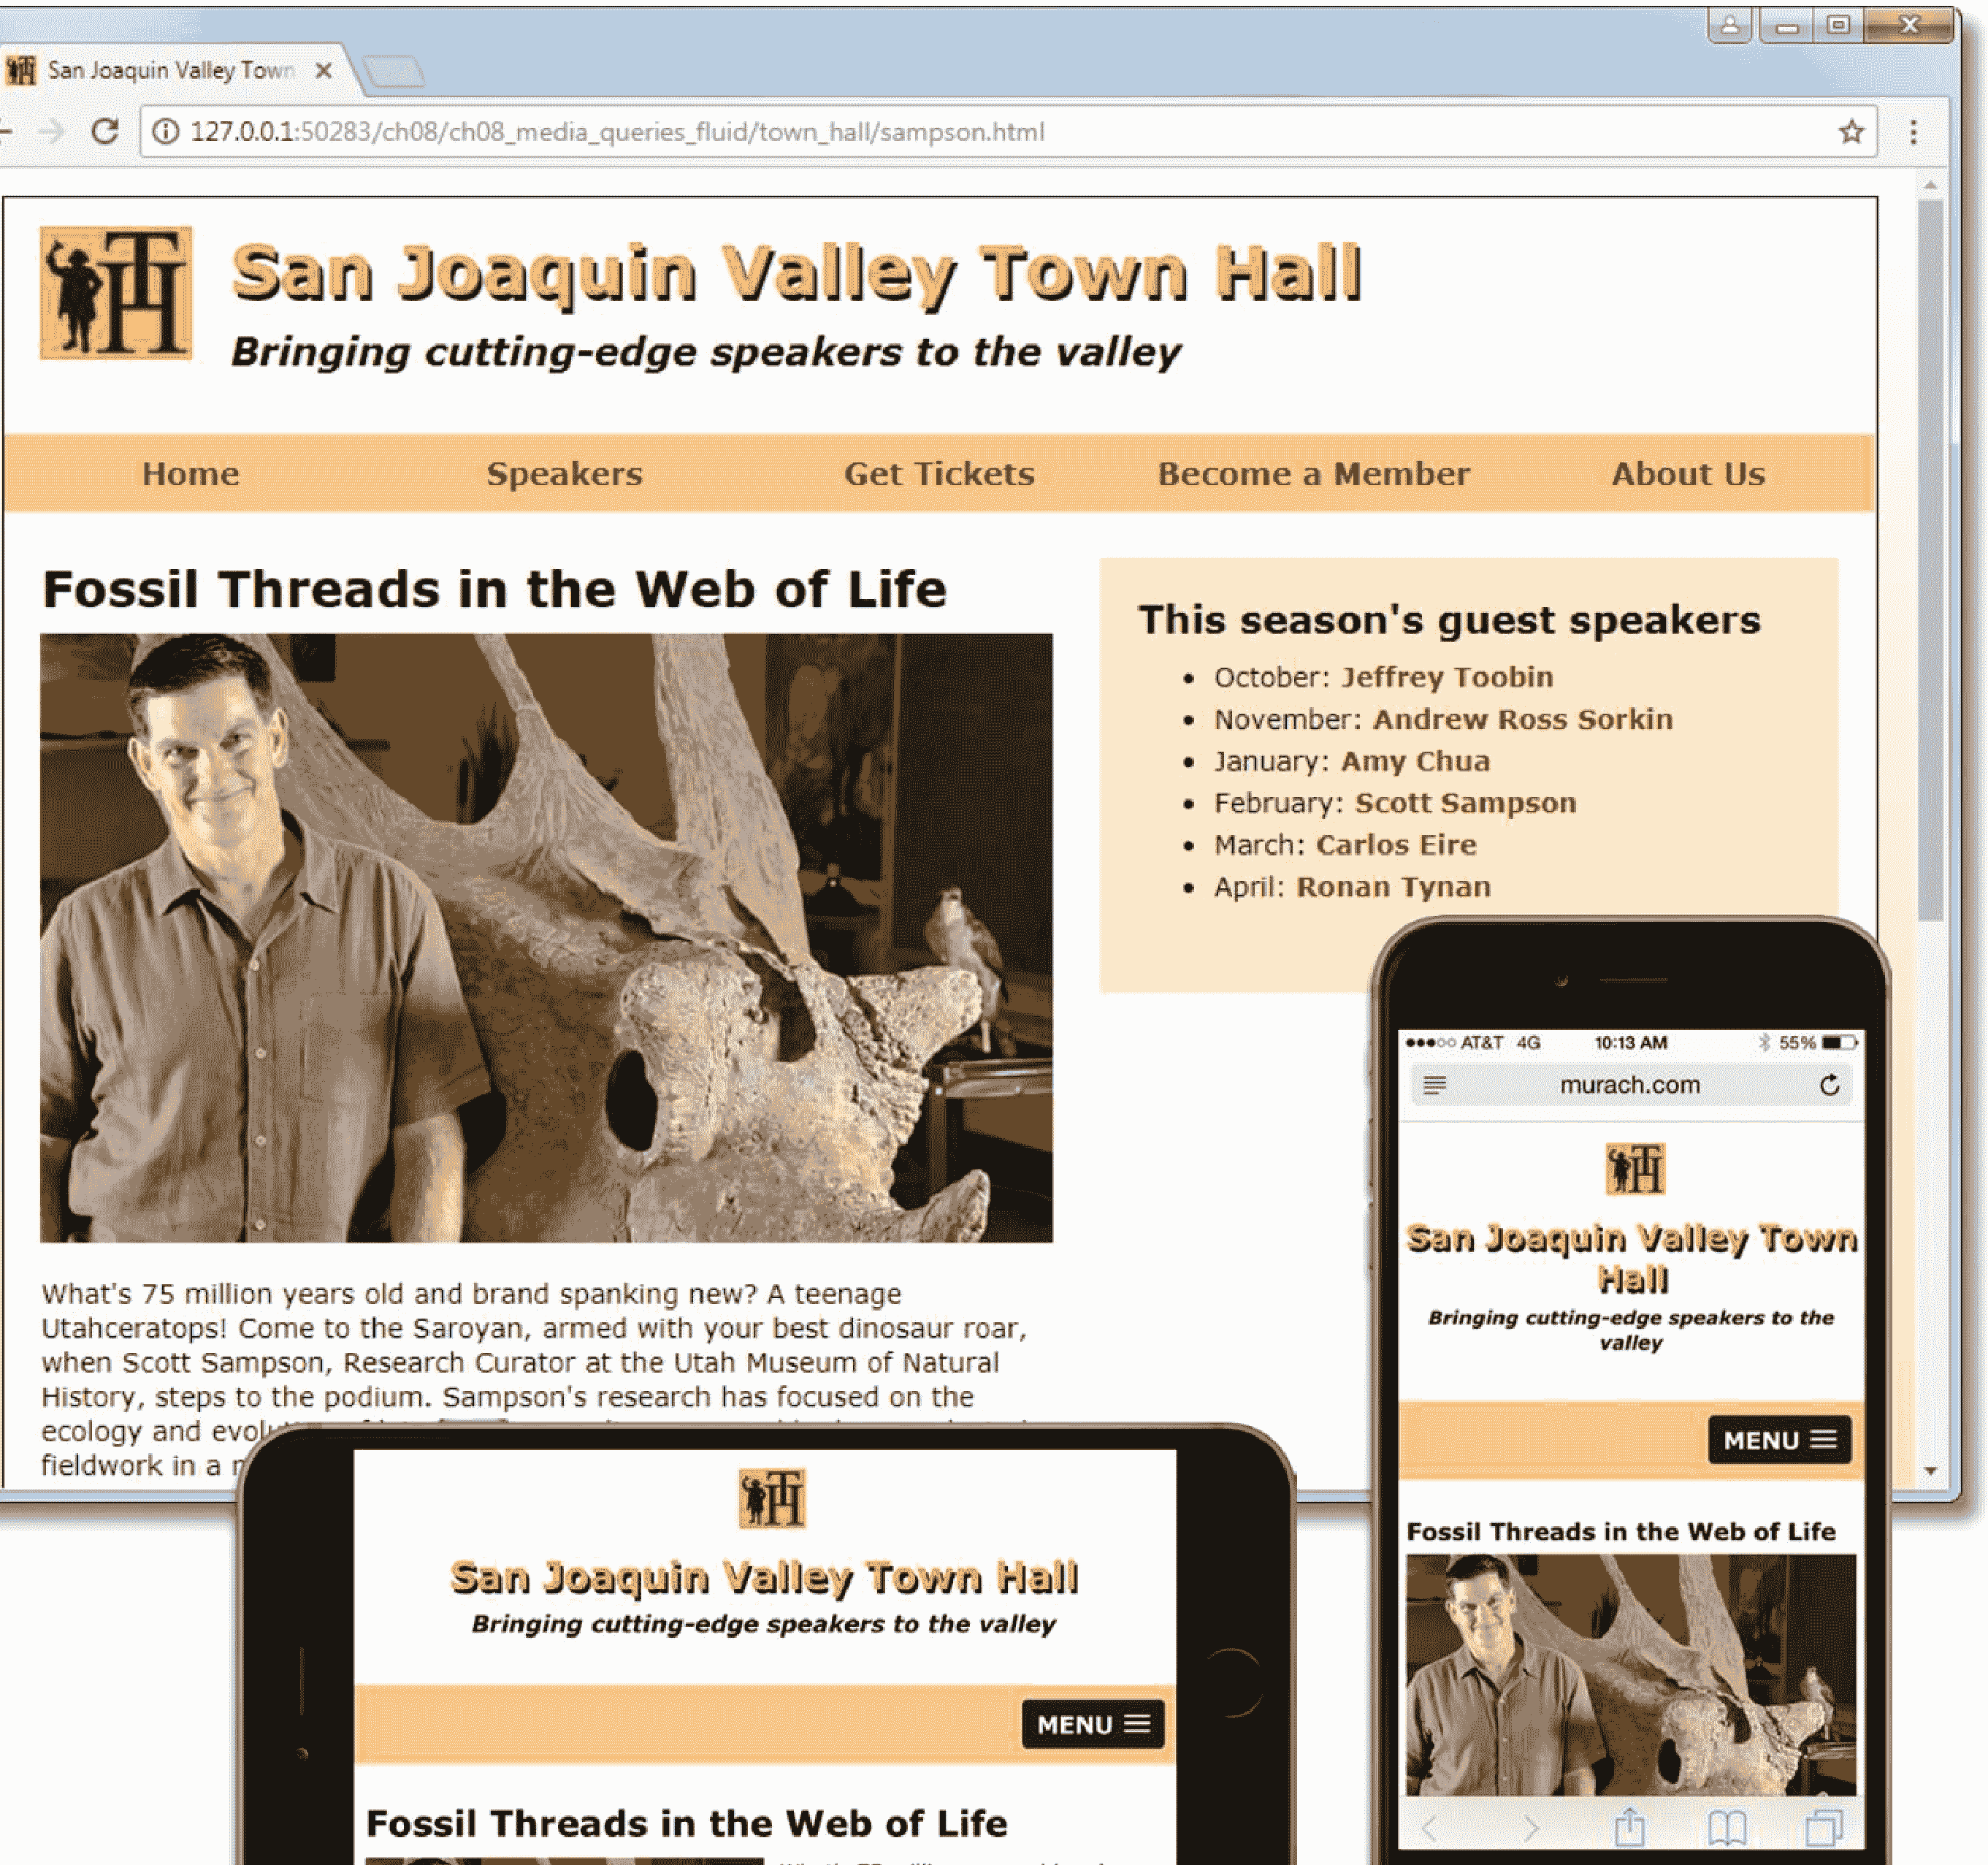 San Joaquin Valley Town
127.0.0.1:50283/ch08/ch08_media_queries_fluid/town_hall/sampson.html
TH
San Joaquin Valley Town Hall
Bringing cutting-edge speakers to the valley
Home Speakers Get Tickets Become a Member About Us
Fossil Threads in the Web of Life
This season's guest speakers
October: Jeffrey Toobin
November: Andrew Ross Sorkin
January: Amy Chua
February: Scott Sampson
March: Carlos Eire
April: Ronan Tynan
What's 75 million years old and brand spanking new? A teenage
Utahceratops! Come to the Saroyan, armed with your best dinosaur roar,
when Scott Sampson, Research Curator at the Utah Museum of Natural
History, steps to the podium. Sampson's research has focused on the
ecology and
fieldwork in a
TH
San Joaquin Valley Town Hall
Bringing cutting-edge speakers to the valley
MENU
Fossil Threads in the Web of Life
AT&T 4G 10:13 AM 55%
murach.com
TH
San Joaquin Valley Town
Hall
Bringing cutting-edge speakers to the
valley
MENU
Fossil Threads in the Web of Life